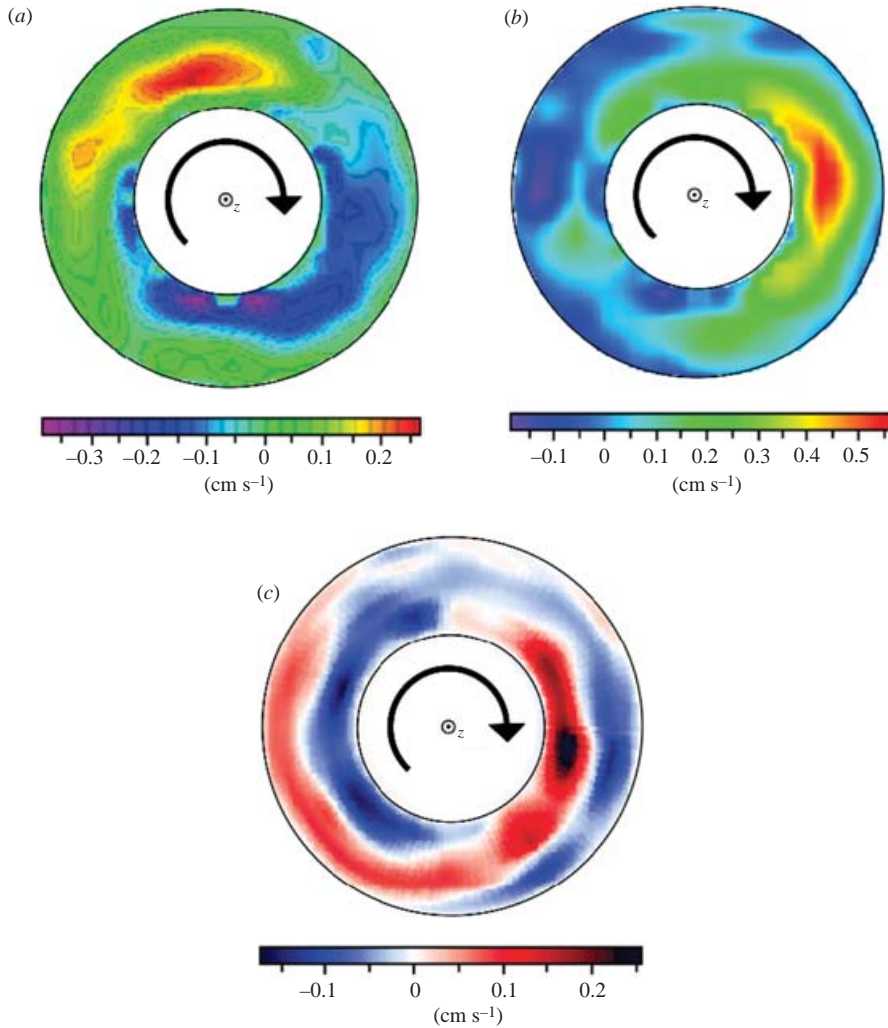 (a)
(b)
z
z
–0.3 –0.2 –0.1 0 0.1 0.2
(cm s–1)
–0.1 0 0.1 0.2 0.3 0.4 0.5
(cm s–1)
(c)
z
–0.1 0 0.1 0.2
(cm s–1)